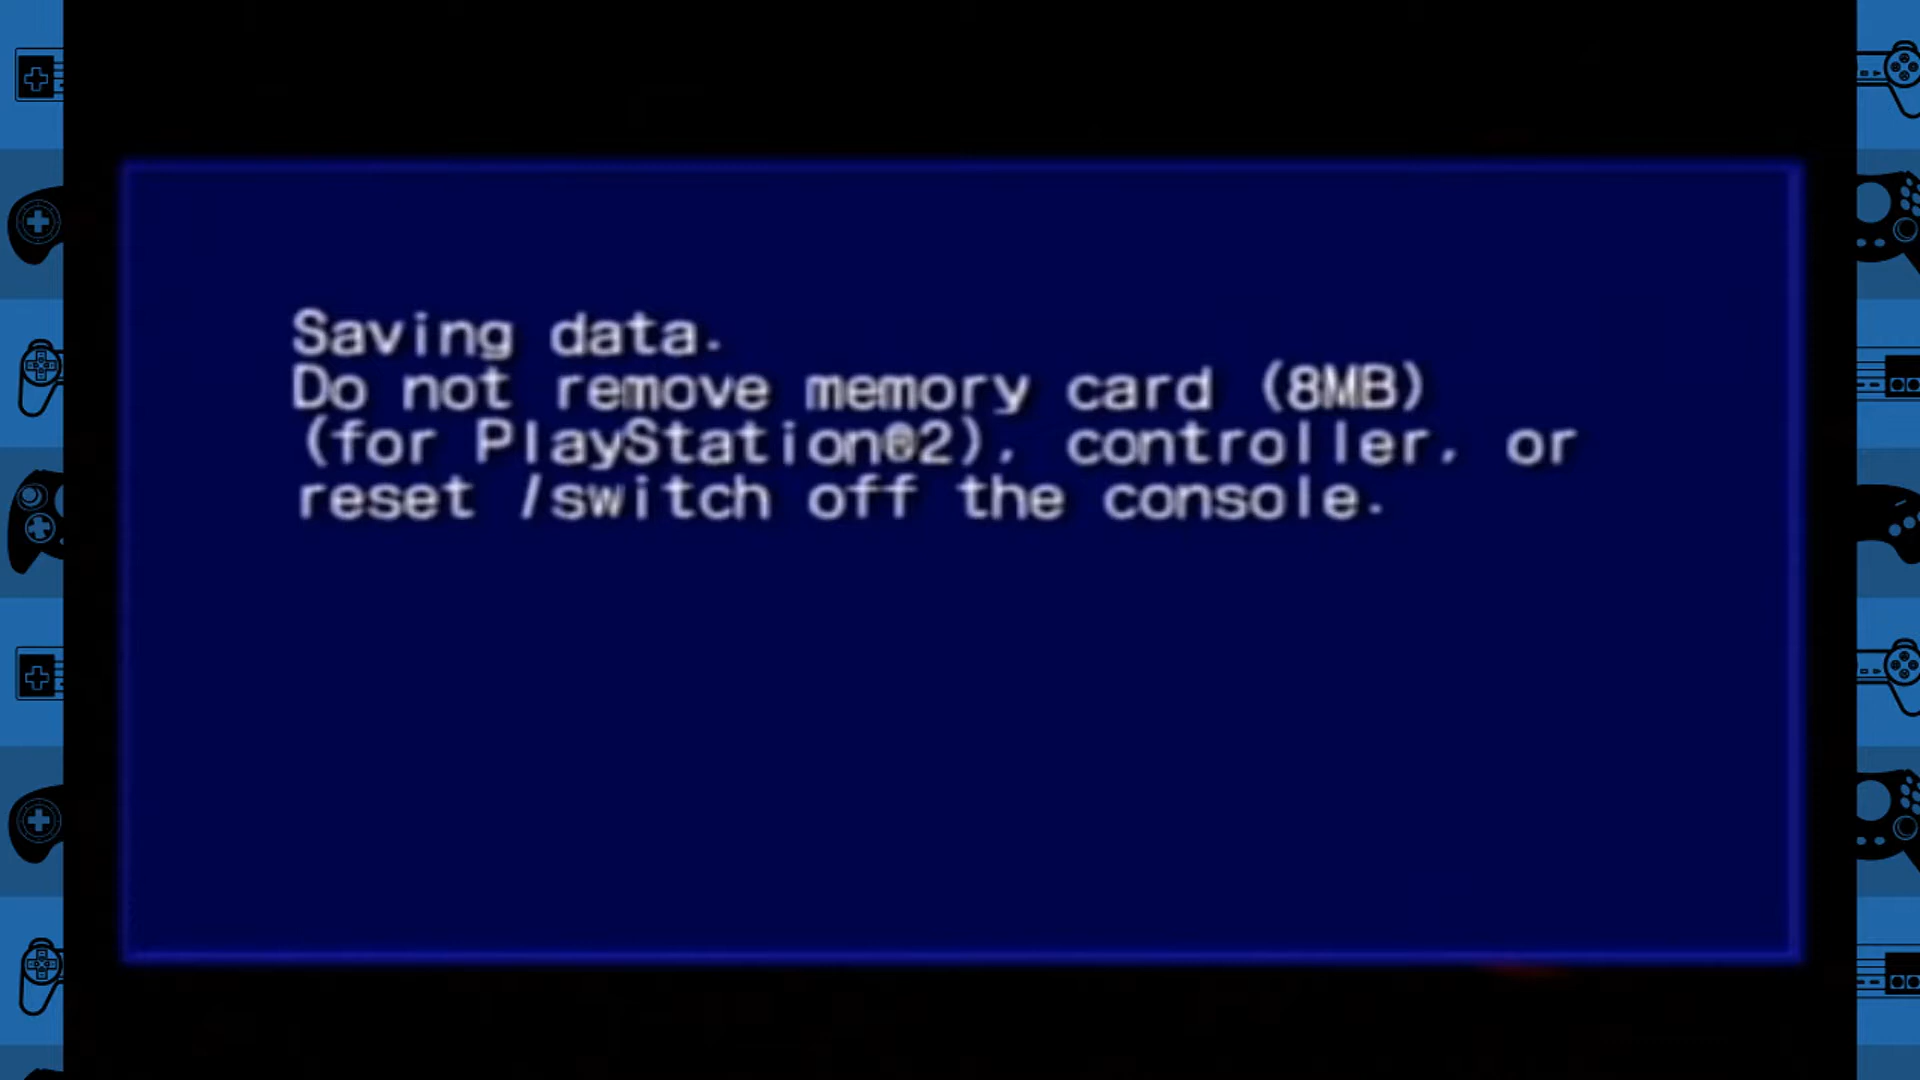 Saving data.
Do not remove memory card (8MB)
(for PlayStation®2), controller, or
reset /switch off the console.